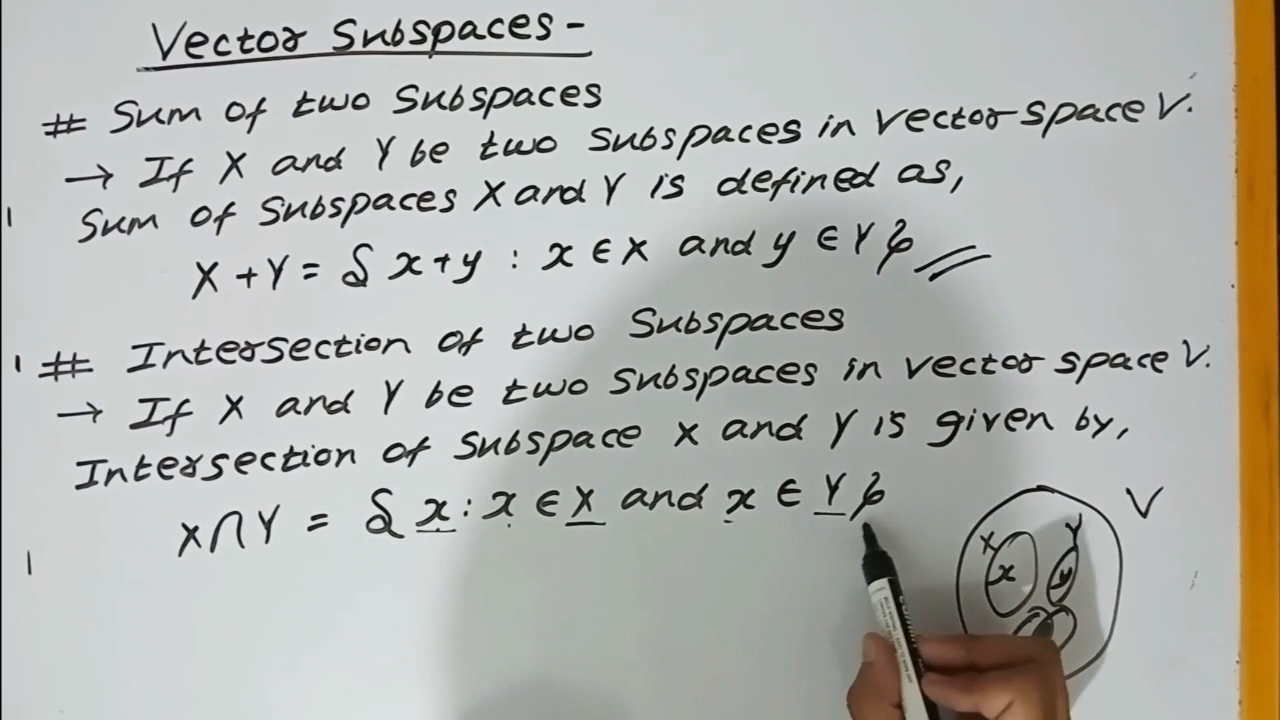 Vector Subspaces -
# Sum of two Subspaces
→ If X and Y be two subspaces in vector space V.
Sum of subspaces X and Y is defined as,
X + Y = { x + y : x ∈ X and y ∈ Y }
# Intersection of two Subspaces
→ If X and Y be two subspaces in vector space V.
Intersection of subspace X and Y is given by,
X ∩ Y = { x : x ∈ X and x ∈ Y }
V
X Y
x